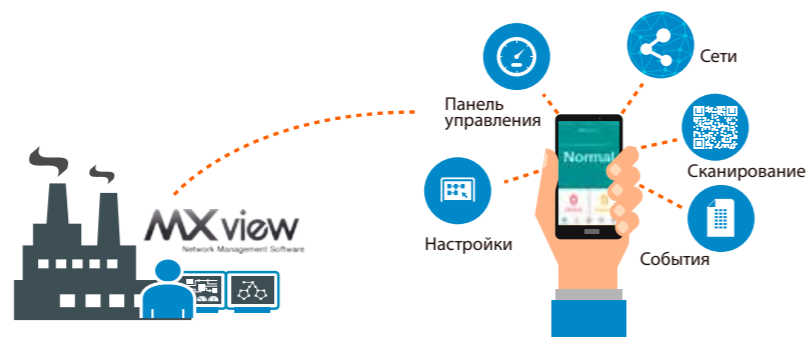 Сети
Панель
управления
Normal
Сканирование
MXview
Network Management Software
Настройки
События